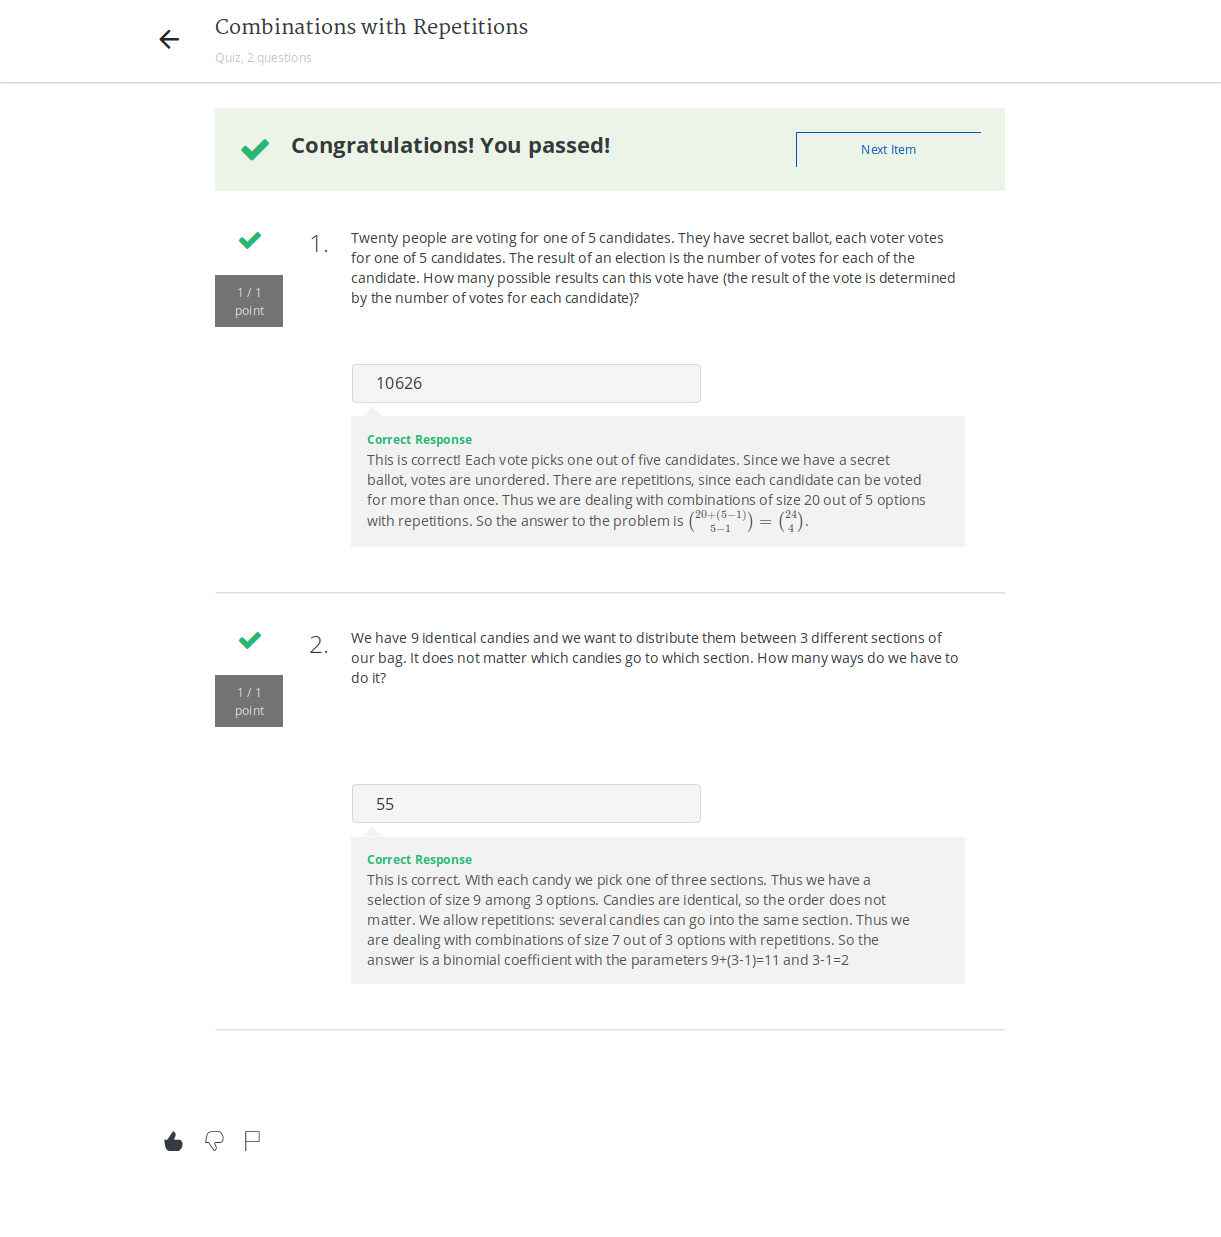 Combinations with Repetitions
Quiz, 2 questions
Congratulations! You passed!
Next Item
1.
Twenty people are voting for one of 5 candidates. They have secret ballot, each voter votes
for one of 5 candidates. The result of an election is the number of votes for each of the
candidate. How many possible results can this vote have (the result of the vote is determined
by the number of votes for each candidate)?
1 / 1
point
10626
Correct Response
This is correct! Each vote picks one out of five candidates. Since we have a secret
ballot, votes are unordered. There are repetitions, since each candidate can be voted
for more than once. Thus we are dealing with combinations of size 20 out of 5 options
with repetitions. So the answer to the problem is (20+(5−1) 5−1) = (24 4).
2.
We have 9 identical candies and we want to distribute them between 3 different sections of
our bag. It does not matter which candies go to which section. How many ways do we have to
do it?
1 / 1
point
55
Correct Response
This is correct. With each candy we pick one of three sections. Thus we have a
selection of size 9 among 3 options. Candies are identical, so the order does not
matter. We allow repetitions: several candies can go into the same section. Thus we
are dealing with combinations of size 7 out of 3 options with repetitions. So the
answer is a binomial coefficient with the parameters 9+(3-1)=11 and 3-1=2